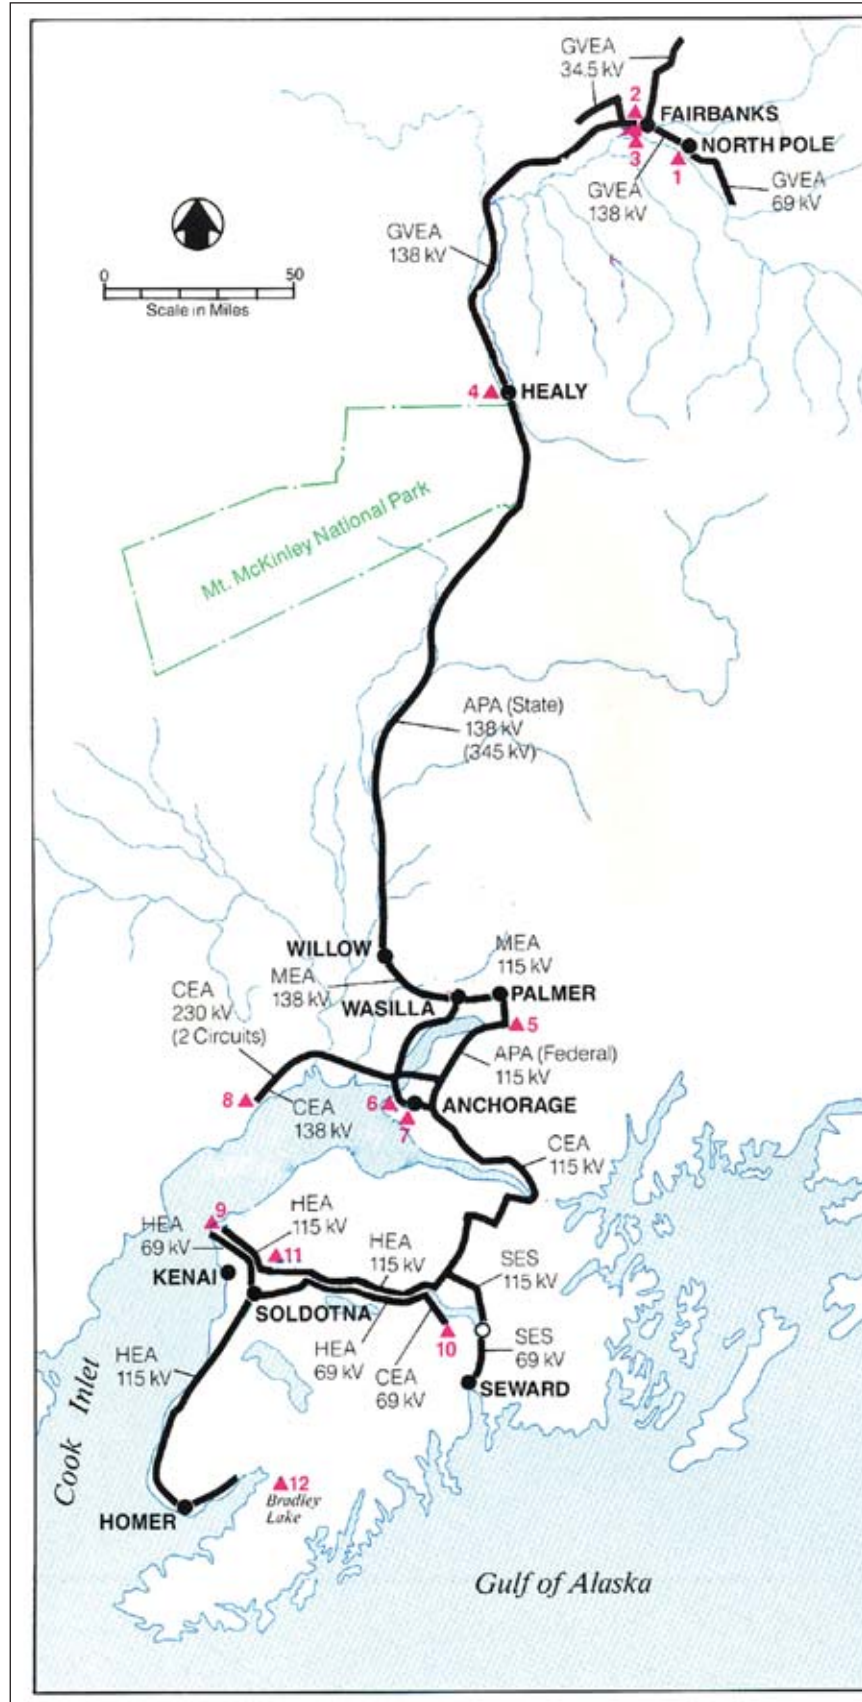 GVEA
34.5 kV
2
FAIRBANKS
NORTH POLE
3
1
GVEA
138 kV
GVEA
69 kV
GVEA
138 kV
0 50
Scale in Miles
4
HEALY
Mt. McKinley National Park
APA (State)
138 kV
(345 kV)
WILLOW
MEA
115 kV
MEA
138 kV
CEA
230 kV
(2 Circuits)
WASILLA
PALMER
5
APA (Federal)
115 kV
8
CEA
138 kV
6
ANCHORAGE
7
CEA
115 kV
9
HEA
69 kV
HEA
115 kV
11
HEA
115 kV
KENAI
SES
115 kV
SOLDOTNA
HEA
69 kV
10
SES
69 kV
CEA
69 kV
HEA
115 kV
SEWARD
Cook Inlet
12
Bradley
Lake
HOMER
Gulf of Alaska